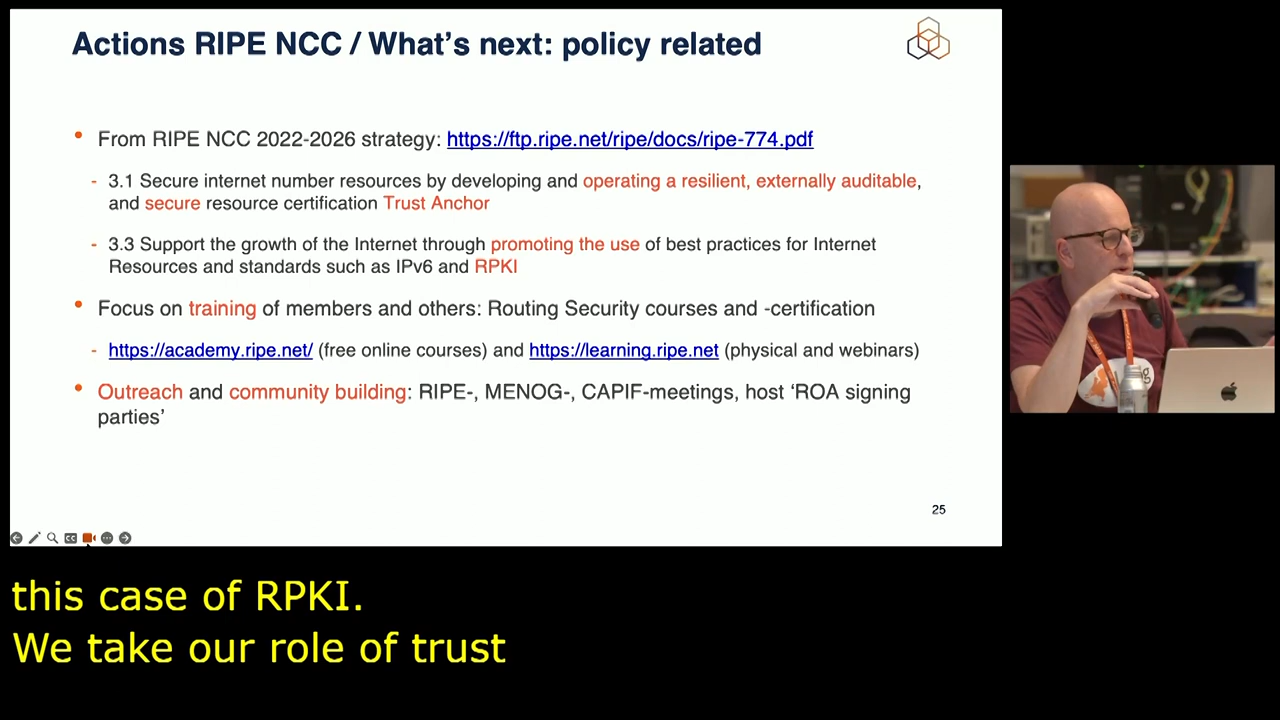 Actions RIPE NCC / What's next: policy related
• From RIPE NCC 2022-2026 strategy: https://ftp.ripe.net/ripe/docs/ripe-774.pdf
- 3.1 Secure internet number resources by developing and operating a resilient, externally auditable,
and secure resource certification Trust Anchor
- 3.3 Support the growth of the Internet through promoting the use of best practices for Internet
Resources and standards such as IPv6 and RPKI
• Focus on training of members and others: Routing Security courses and -certification
- https://academy.ripe.net/ (free online courses) and https://learning.ripe.net (physical and webinars)
• Outreach and community building: RIPE-, MENOG-, CAPIF-meetings, host ‘ROA signing
parties’
25
this case of RPKI.
We take our role of trust